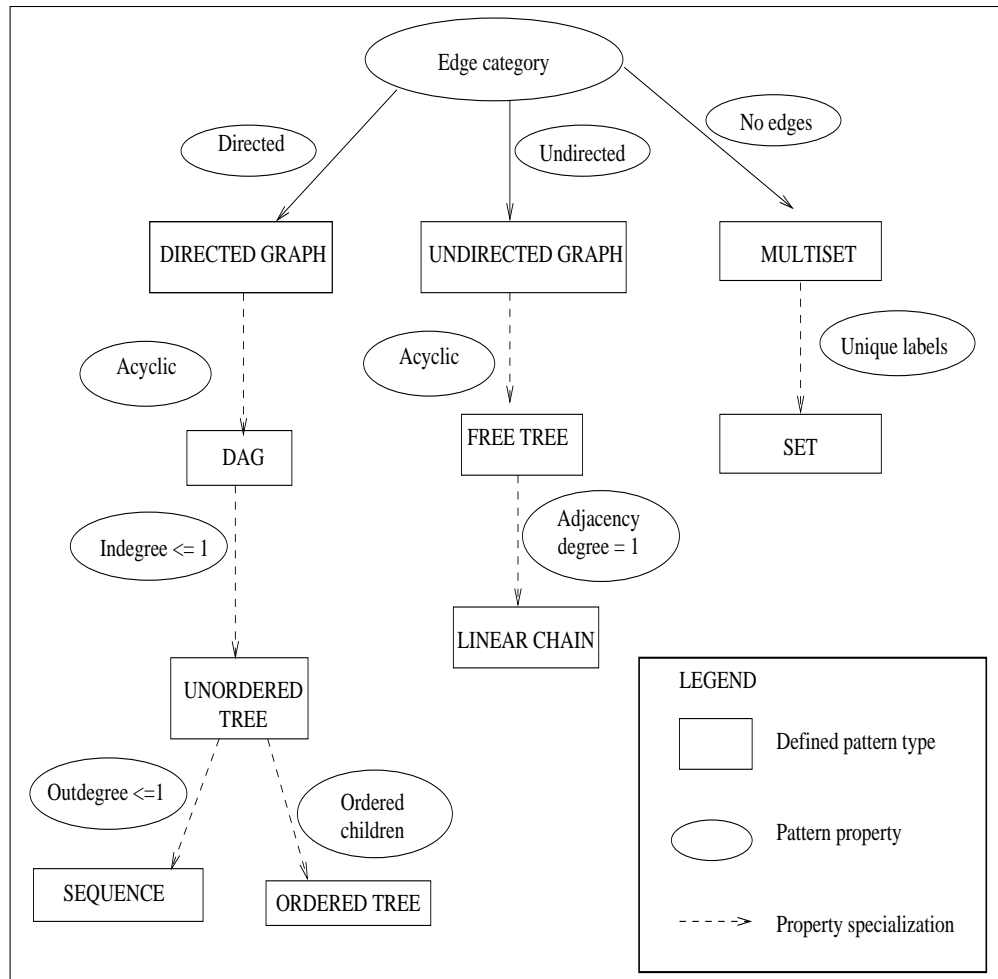 Edge category
Directed
Undirected
No edges
DIRECTED GRAPH
UNDIRECTED GRAPH
MULTISET
Acyclic
Acyclic
Unique labels
DAG
FREE TREE
SET
Indegree <= 1
Adjacency
degree = 1
LINEAR CHAIN
UNORDERED
TREE
Outdegree <=1
Ordered
children
SEQUENCE
ORDERED TREE
LEGEND
Defined pattern type
Pattern property
Property specialization